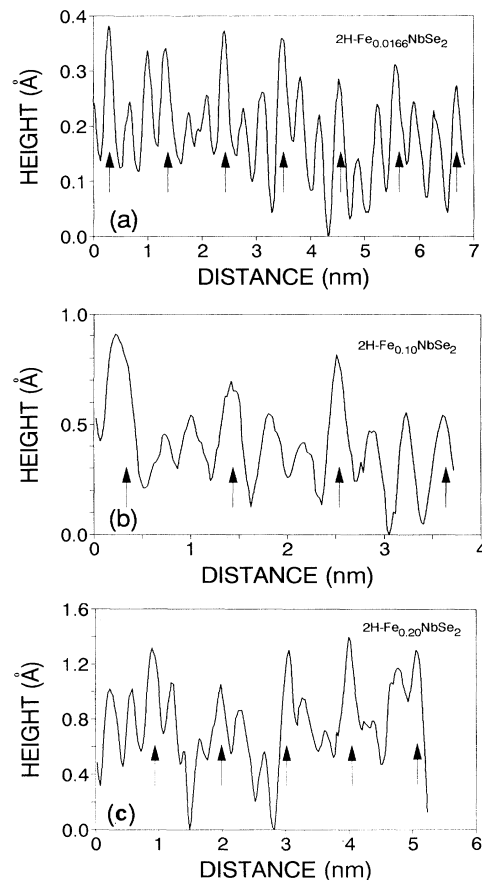 2H-Fe0.0166NbSe2
HEIGHT (Å)
0.4
0.3
0.2
0.1
0.0
(a)
0 1 2 3 4 5 6 7
DISTANCE (nm)
2H-Fe0.10NbSe2
HEIGHT (Å)
1.0
0.5
0.0
(b)
0 1 2 3 4
DISTANCE (nm)
2H-Fe0.20NbSe2
HEIGHT (Å)
1.6
1.2
0.8
0.4
0.0
(c)
0 1 2 3 4 5 6
DISTANCE (nm)